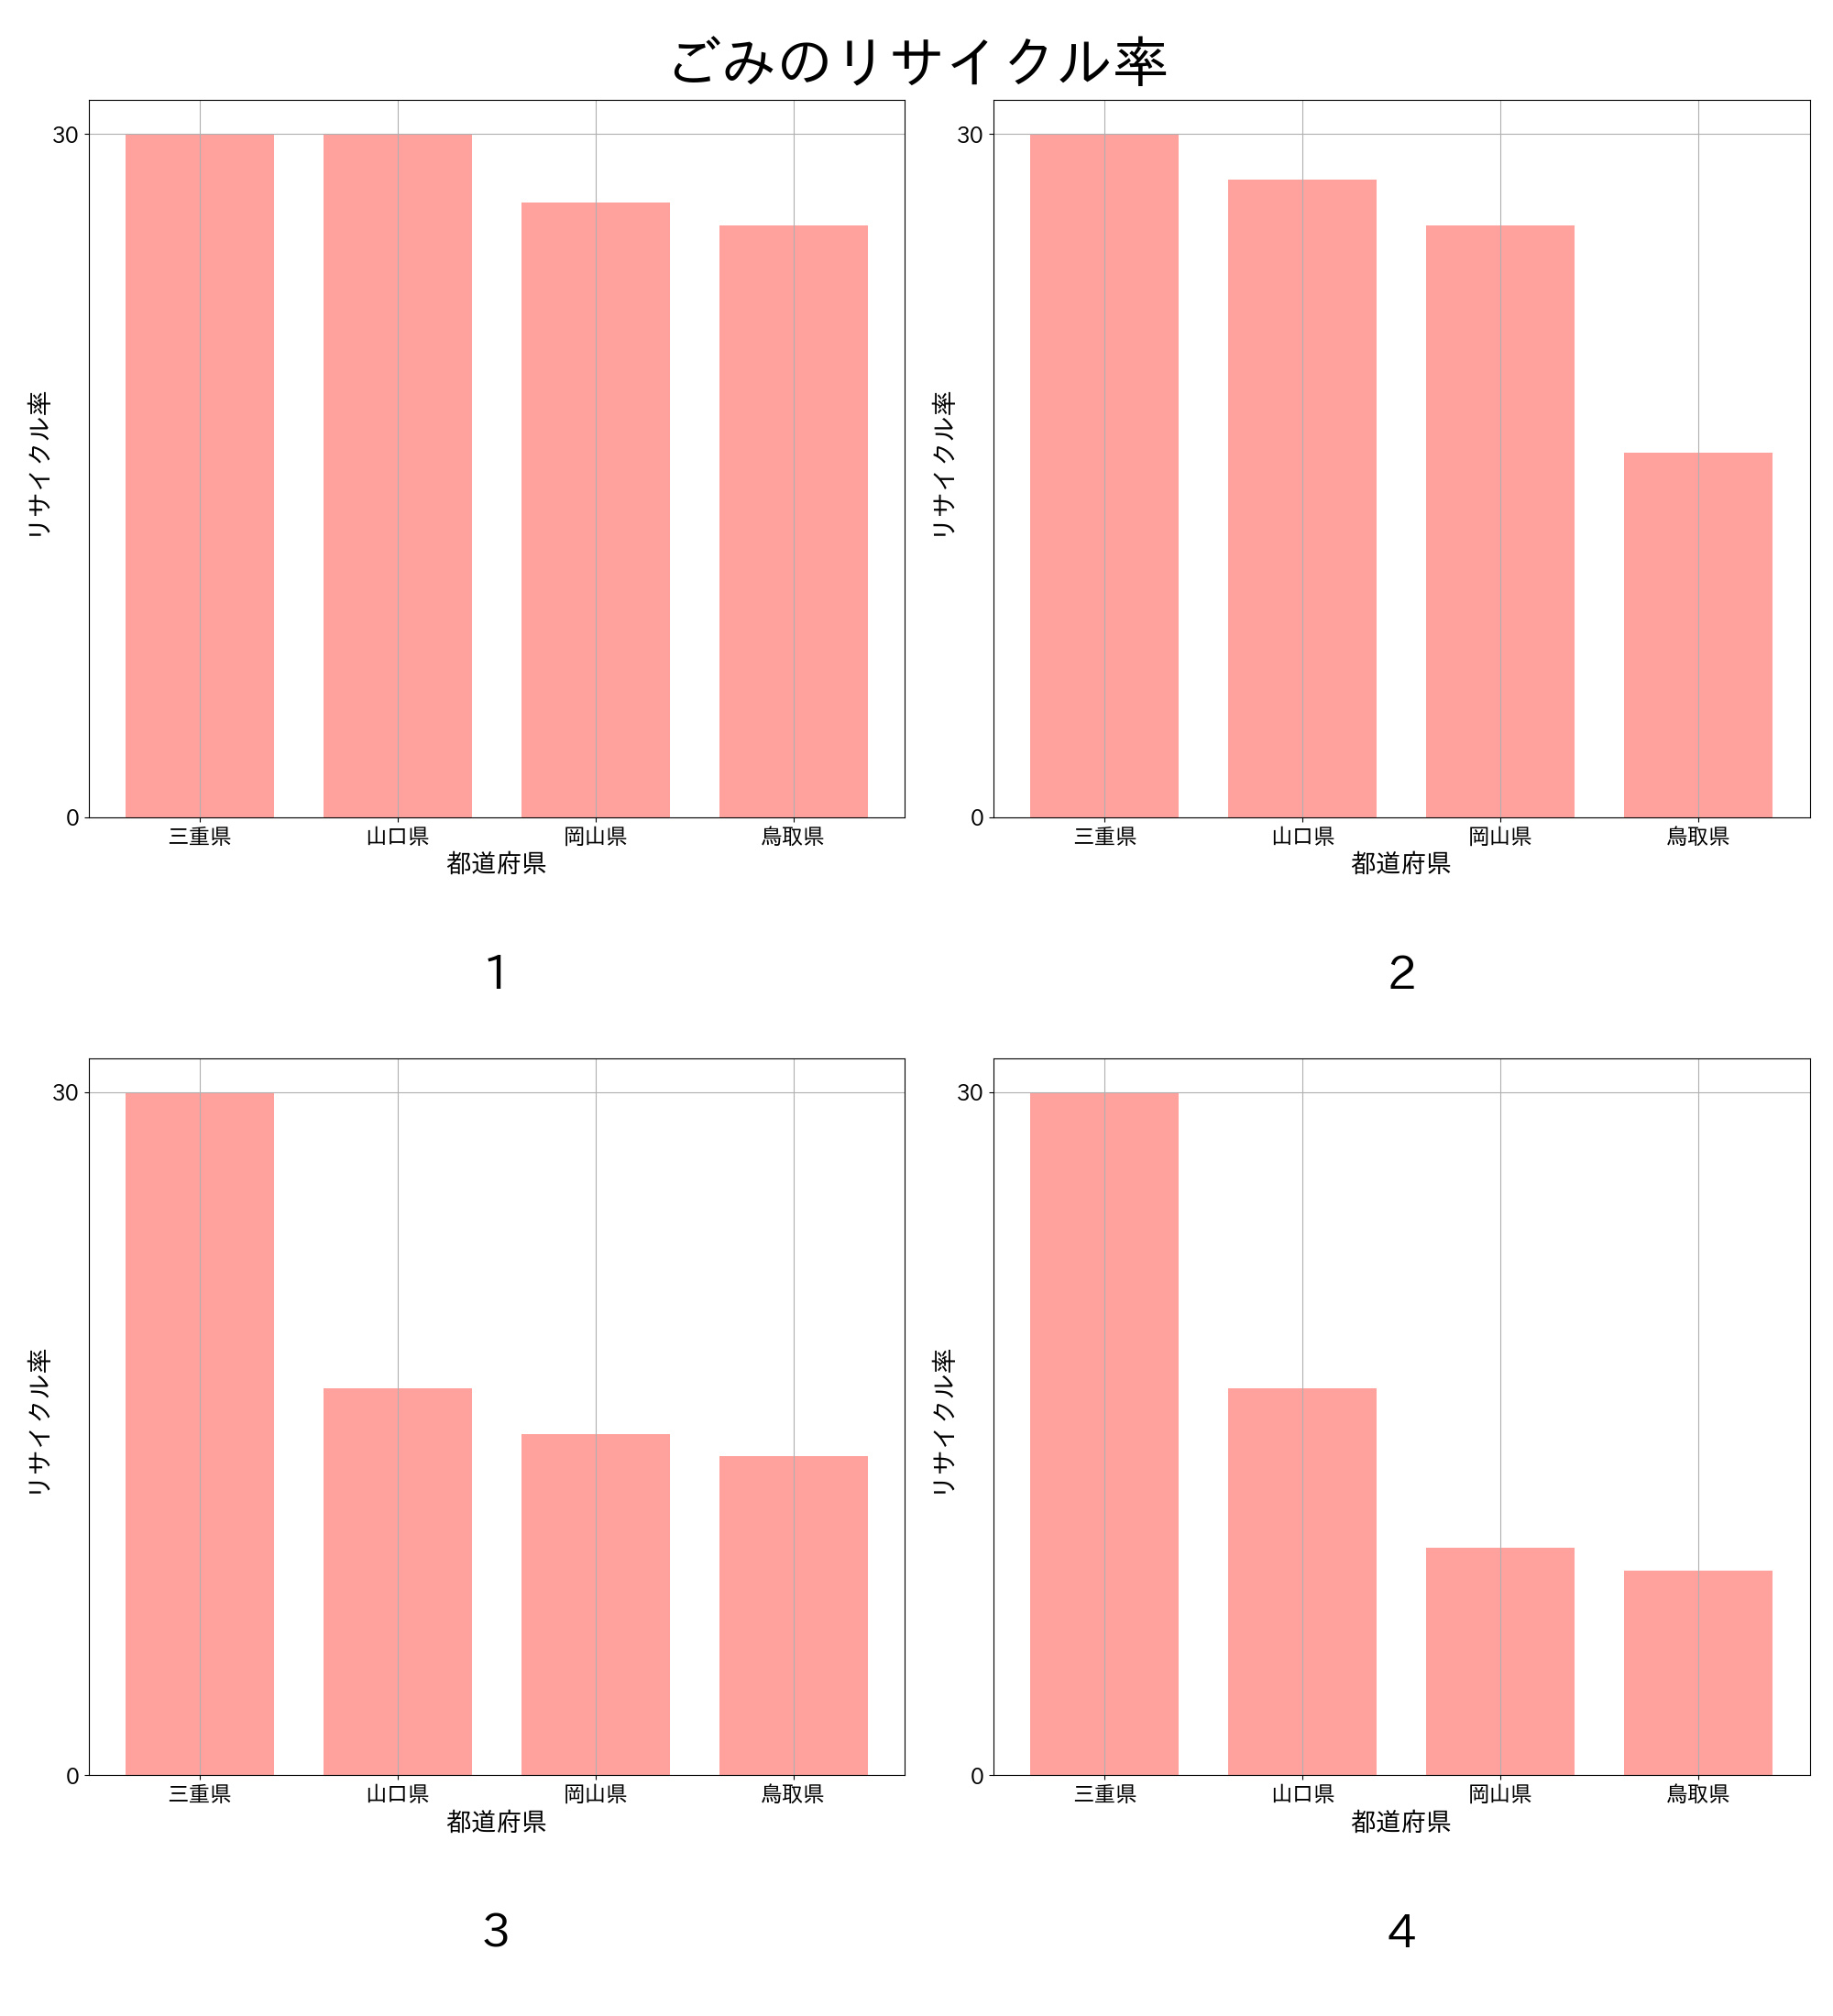 ごみのリサイクル率
30
0
リサイクル率
三重県 山口県 岡山県 鳥取県
都道府県
1
30
0
リサイクル率
三重県 山口県 岡山県 鳥取県
都道府県
2
30
0
リサイクル率
三重県 山口県 岡山県 鳥取県
都道府県
3
30
0
リサイクル率
三重県 山口県 岡山県 鳥取県
都道府県
4